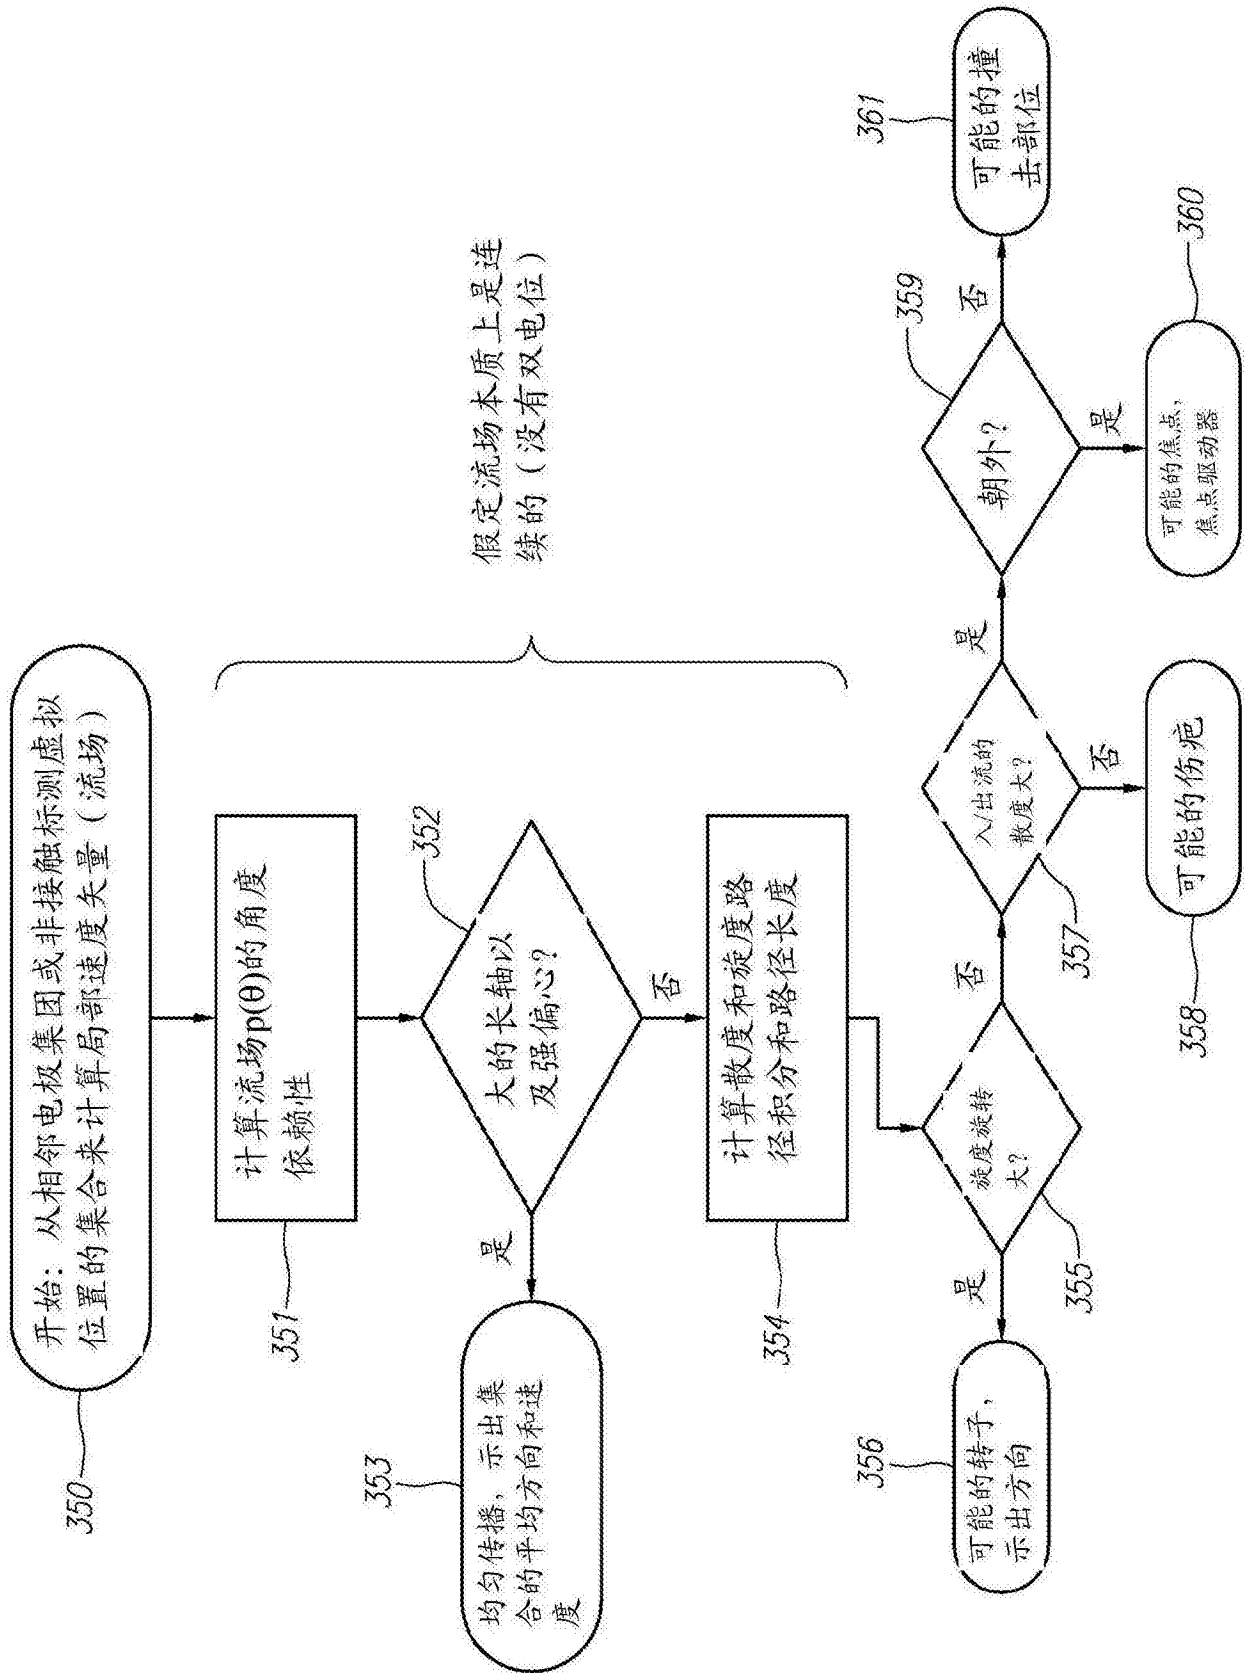 开始：从相邻电极集团或非接触标测虚拟
位置的集合来计算局部速度矢量（流场）
350
计算流场p(θ)的角度
依赖性
351
假定流场本质上是连
续的（没有双电位）
大的长轴以
及强偏心?
352
是
否
均匀传播，示出集
合的平均方向和速
度
353
计算散度和旋度路
径积分和路径长度
354
旋度旋转
大?
355
是
否
可能的转子，
示出方向
356
入/出流的
散度大?
357
是
否
可能的伤疤
358
朝外?
359
否
是
可能的焦点，
焦点驱动器
360
可能的撞
击部位
361